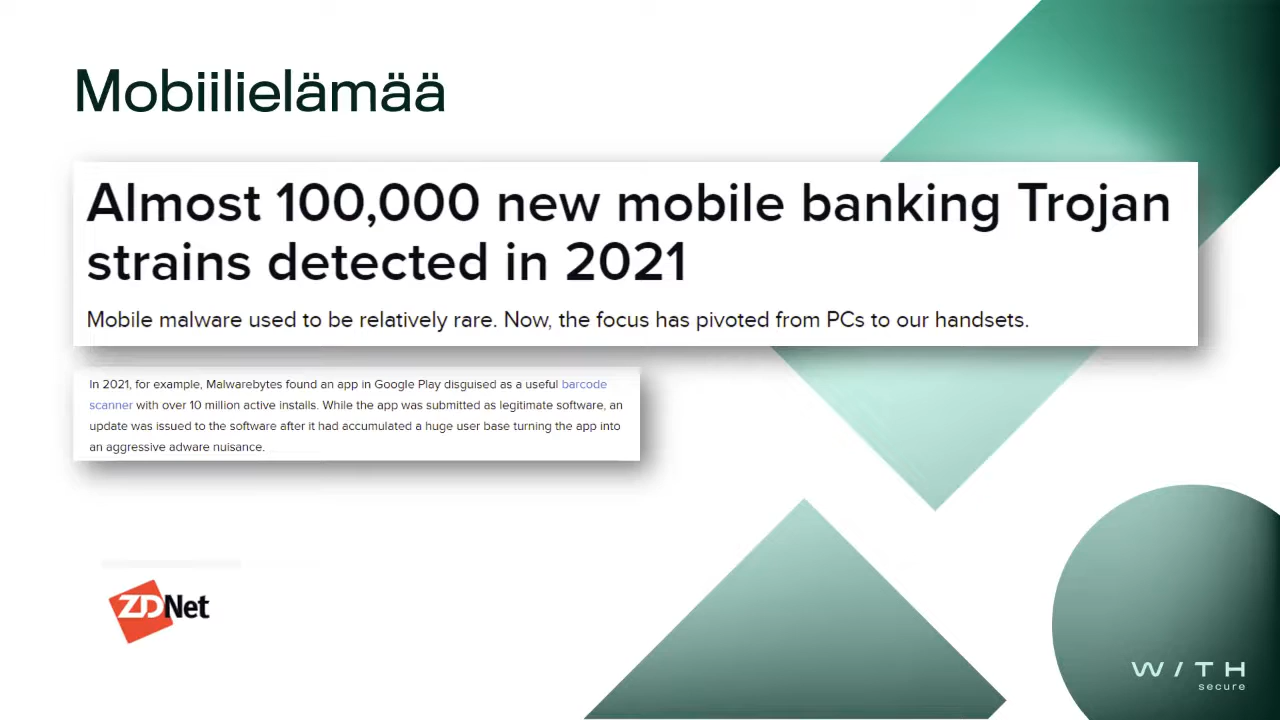 Mobiilielämää
Almost 100,000 new mobile banking Trojan
strains detected in 2021
Mobile malware used to be relatively rare. Now, the focus has pivoted from PCs to our handsets.
In 2021, for example, Malwarebytes found an app in Google Play disguised as a useful barcode
scanner with over 10 million active installs. While the app was submitted as legitimate software, an
update was issued to the software after it had accumulated a huge user base turning the app into
an aggressive adware nuisance.
ZDNet
W/TH
secure